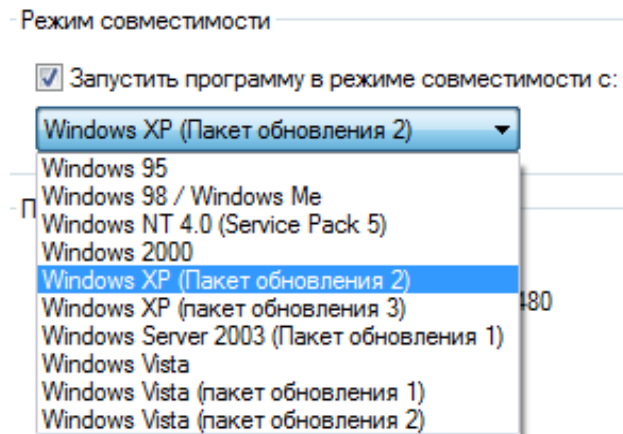 Режим совместимости
Запустить программу в режиме совместимости с:
Windows XP (Пакет обновления 2)
Windows 95
Windows 98 / Windows Me
Windows NT 4.0 (Service Pack 5)
Windows 2000
Windows XP (Пакет обновления 2)
Windows XP (пакет обновления 3)
Windows Server 2003 (Пакет обновления 1)
Windows Vista
Windows Vista (пакет обновления 1)
Windows Vista (пакет обновления 2)